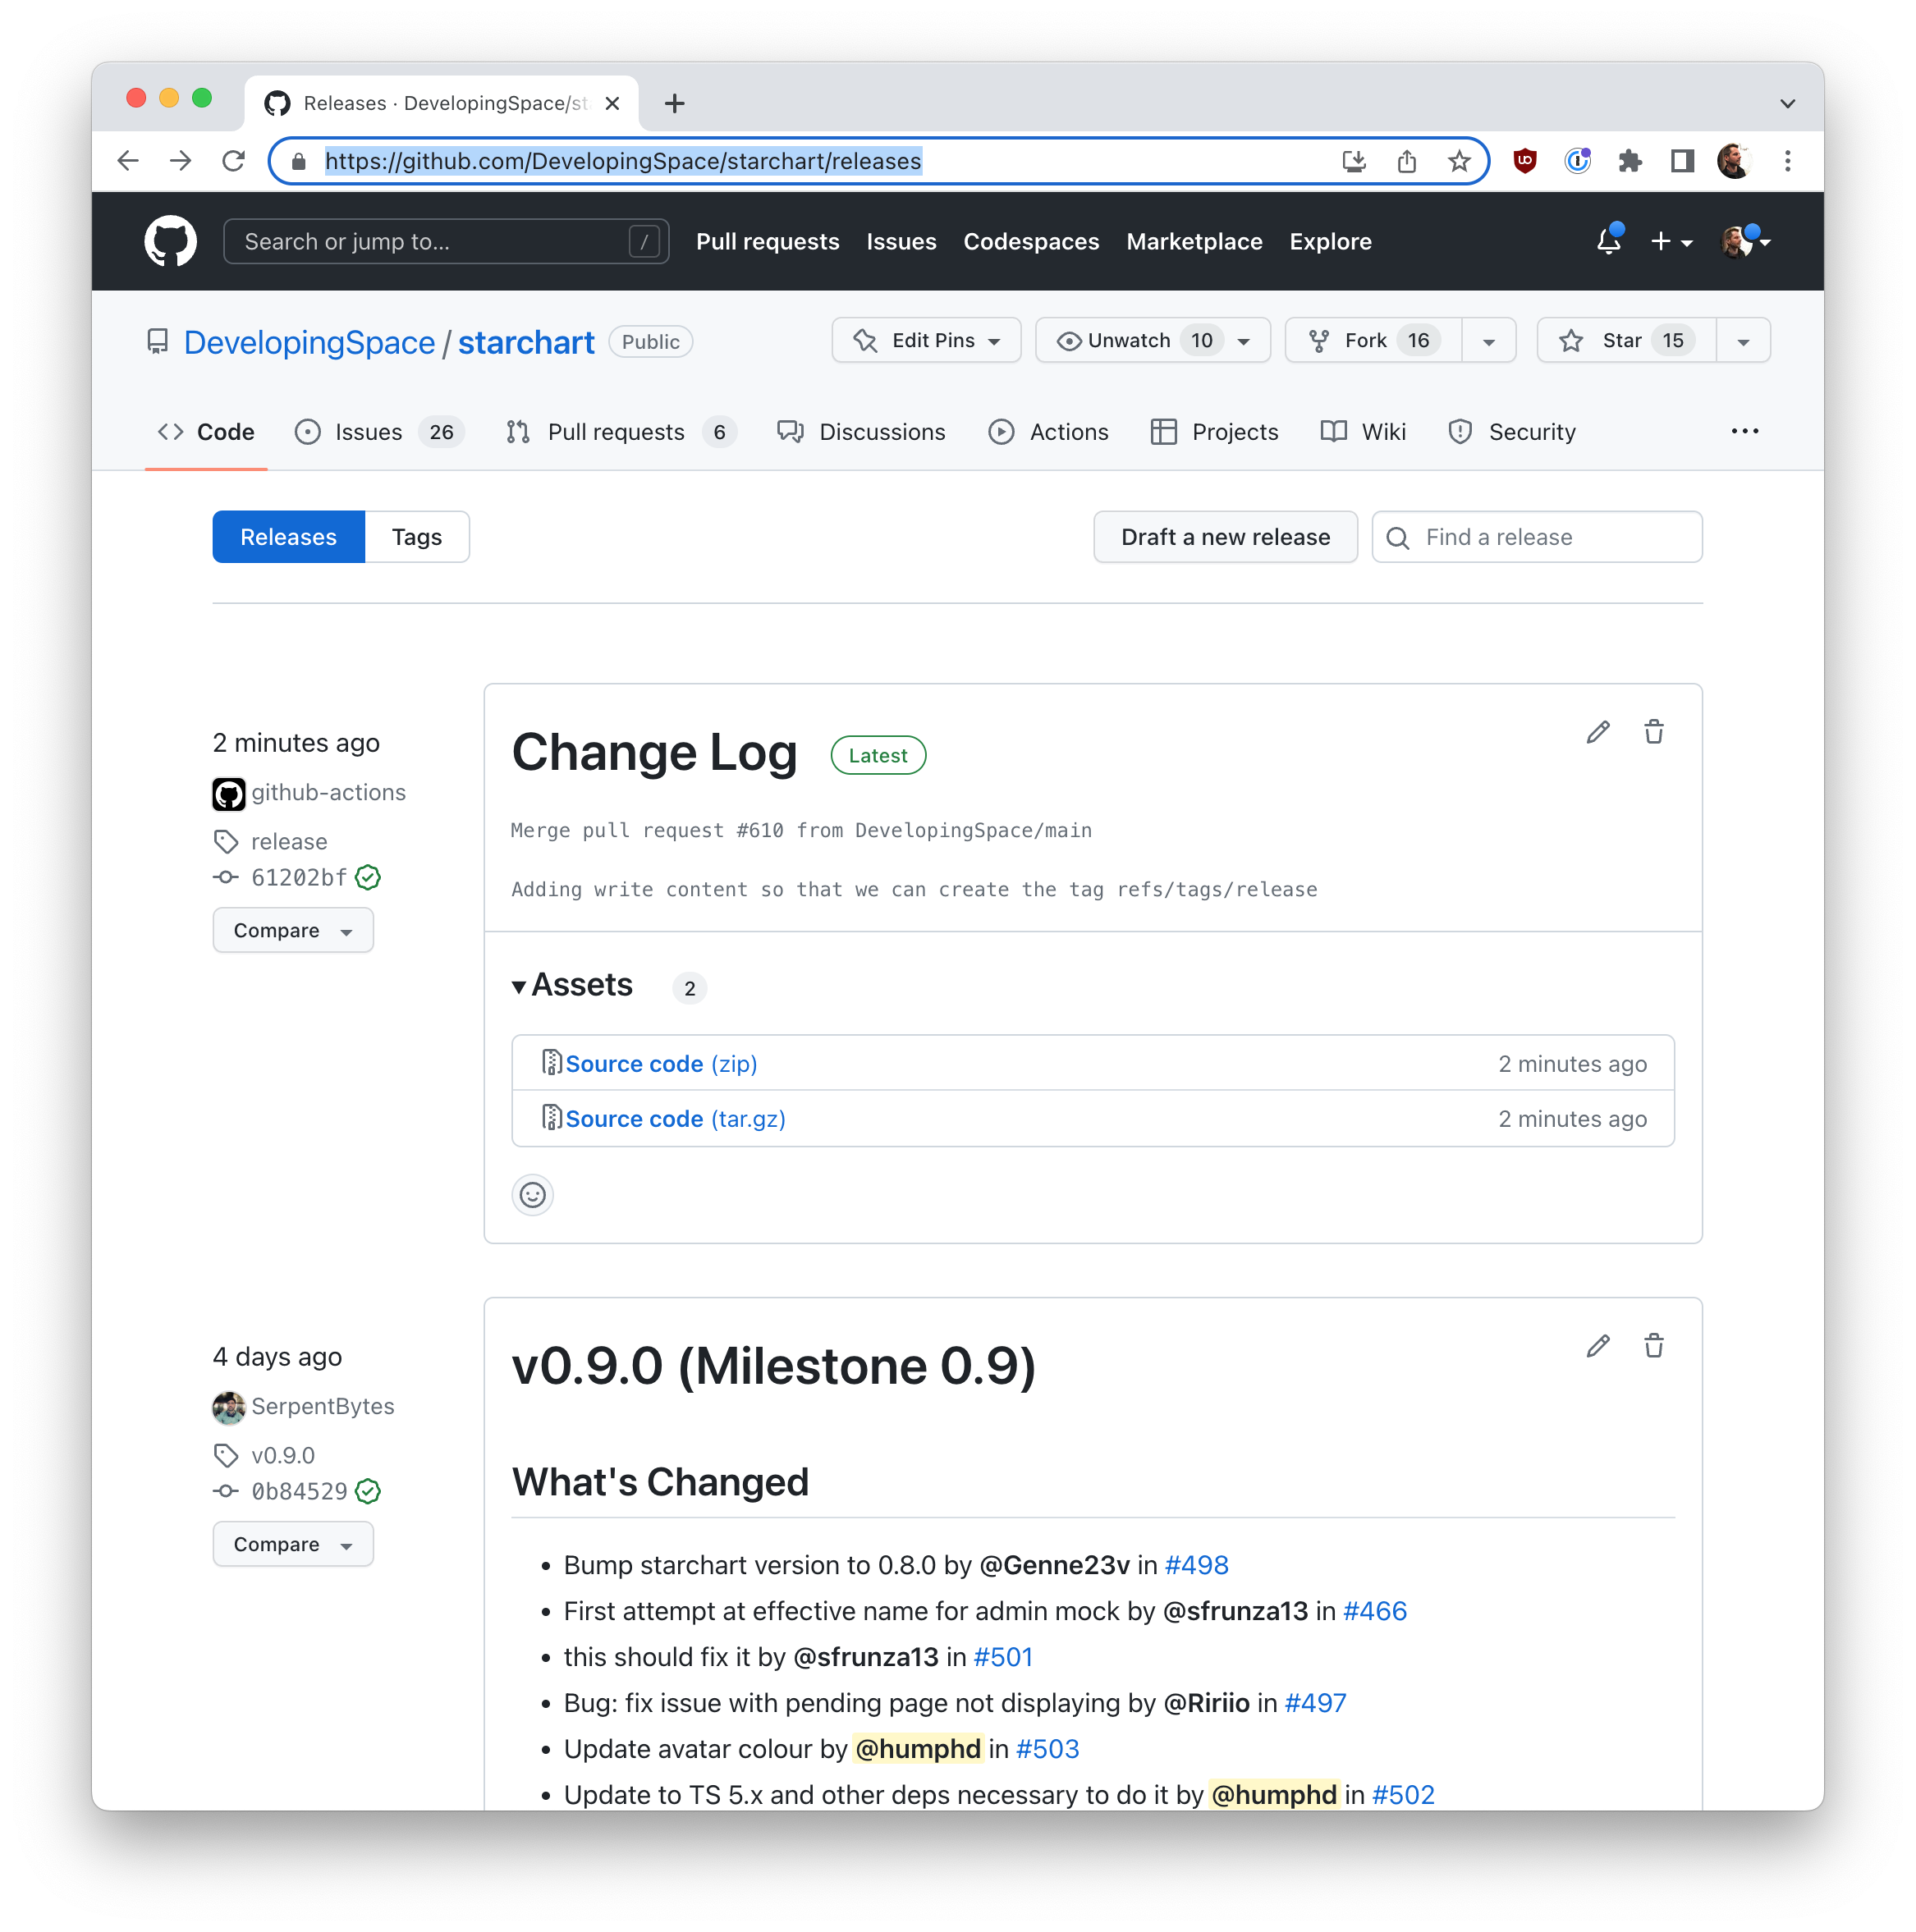 Releases · DevelopingSpace/st
https://github.com/DevelopingSpace/starchart/releases
Search or jump to... /
Pull requests Issues Codespaces Marketplace Explore
DevelopingSpace / starchart Public
Edit Pins Unwatch 10 Fork 16 Star 15
Code Issues 26 Pull requests 6 Discussions Actions Projects Wiki Security
Releases Tags Draft a new release Find a release
2 minutes ago
github-actions
release
61202bf
Compare
Change Log Latest
Merge pull request #610 from DevelopingSpace/main
Adding write content so that we can create the tag refs/tags/release
Assets 2
Source code (zip) 2 minutes ago
Source code (tar.gz) 2 minutes ago
4 days ago
SerpentBytes
v0.9.0
0b84529
Compare
v0.9.0 (Milestone 0.9)
What's Changed
• Bump starchart version to 0.8.0 by @Genne23v in #498
• First attempt at effective name for admin mock by @sfrunza13 in #466
• this should fix it by @sfrunza13 in #501
• Bug: fix issue with pending page not displaying by @Ririio in #497
• Update avatar colour by @humphd in #503
• Update to TS 5.x and other deps necessary to do it by @humphd in #502